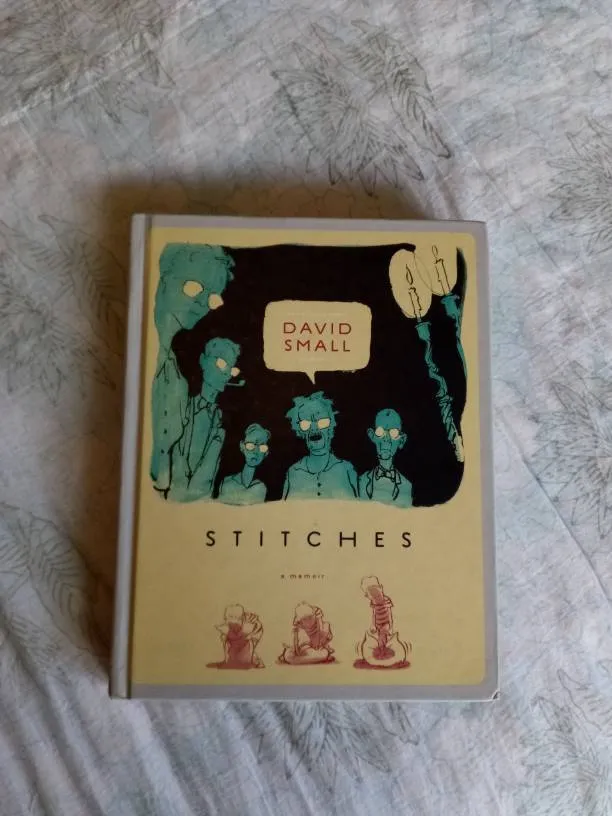 DAVID
SMALL
STITCHES
a memoir